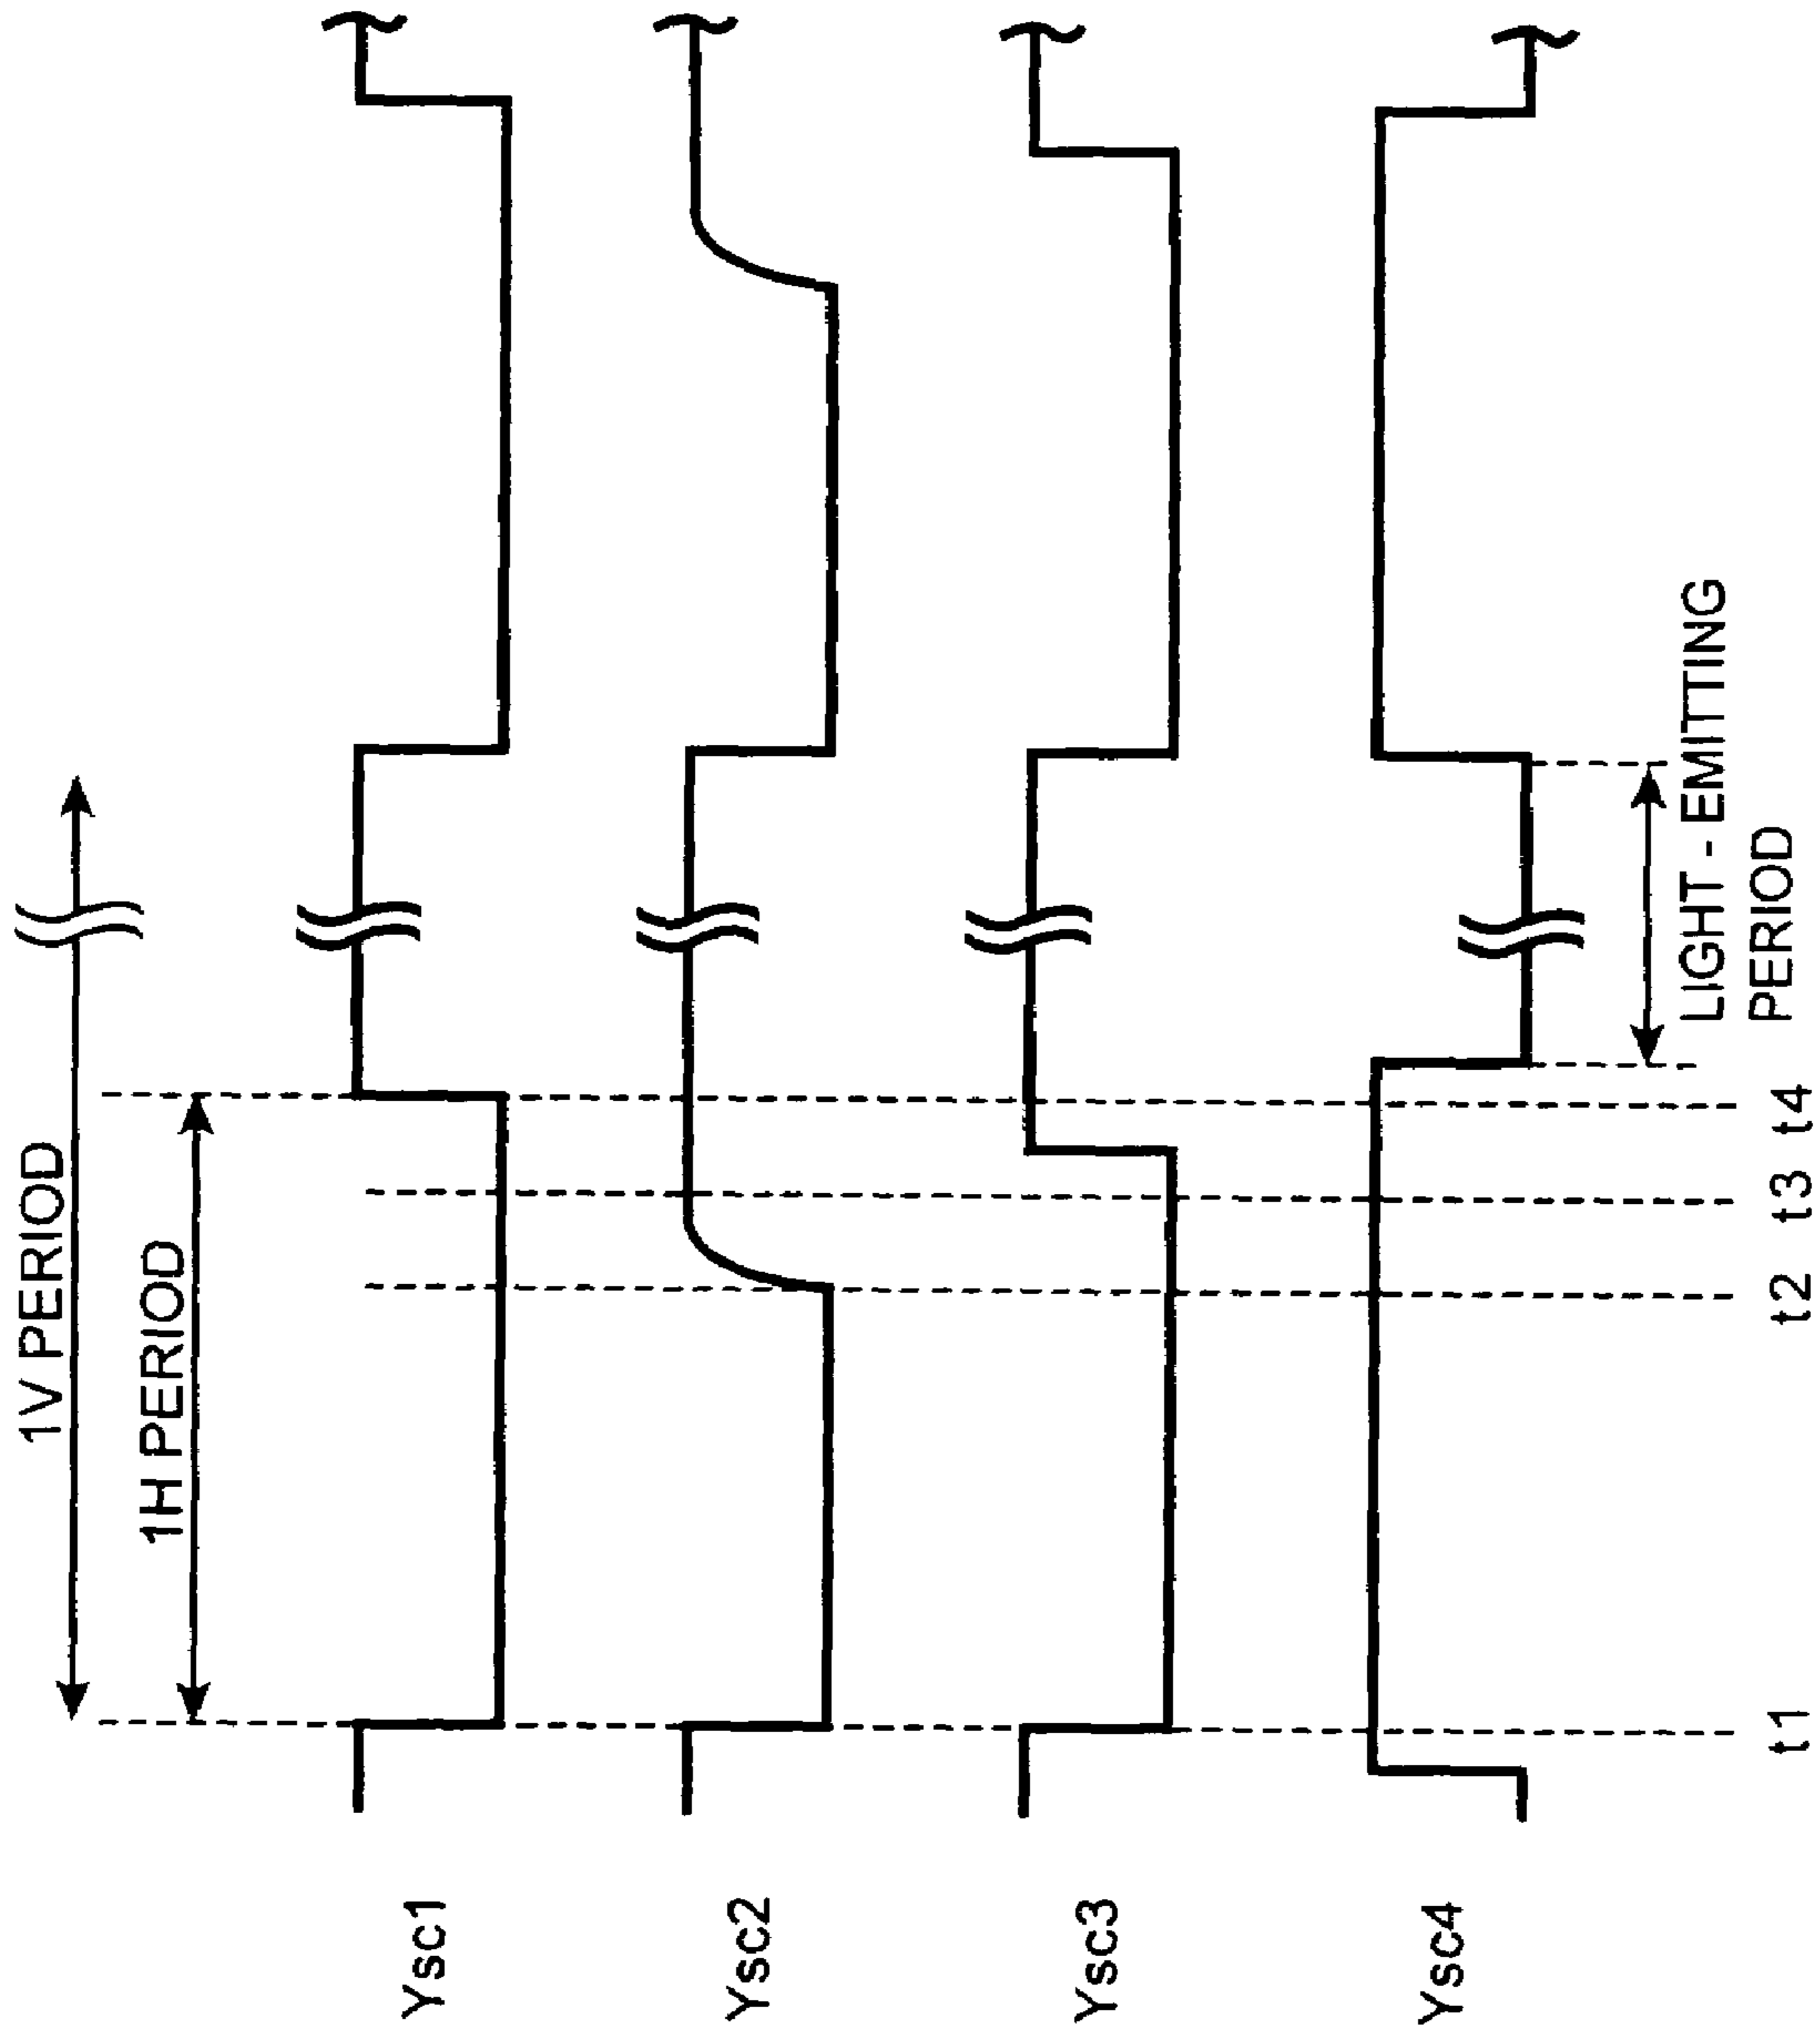 1V PERIOD
1H PERIOD
Ysc1
Ysc2
Ysc3
Ysc4
LIGHT - EMITTING
PERIOD
t1 t2 t3 t4